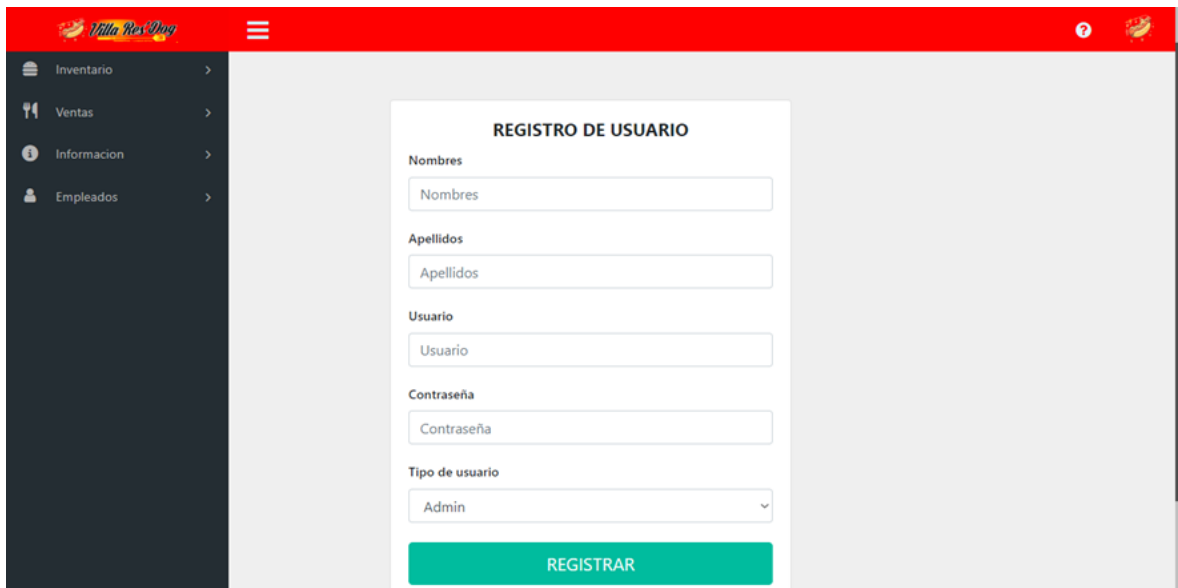 Villa Res'Dog
Inventario
Ventas
Informacion
Empleados
REGISTRO DE USUARIO
Nombres
Nombres
Apellidos
Apellidos
Usuario
Usuario
Contraseña
Contraseña
Tipo de usuario
Admin
REGISTRAR